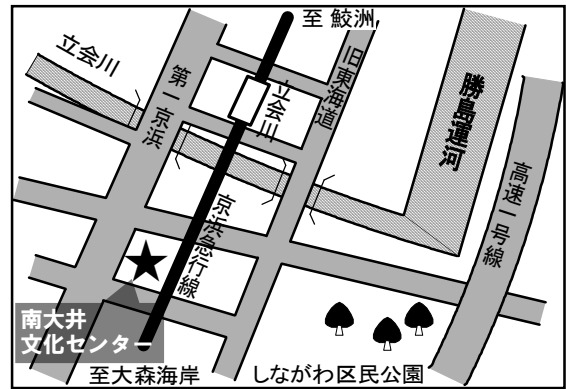 至 鮫洲
立会川
第一京浜
立会川
旧東海道
勝島運河
高速一号線
京浜急行線
南大井
文化センター
至大森海岸
しながわ区民公園